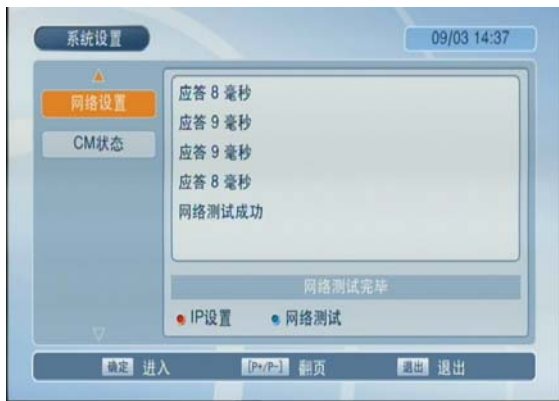 系统设置
09/03 14:37
网络设置
CM状态
应答 8 毫秒
应答 9 毫秒
应答 9 毫秒
应答 8 毫秒
网络测试成功
网络测试完毕
IP设置 网络测试
确定 进入 [P+/P-] 翻页 退出 退出